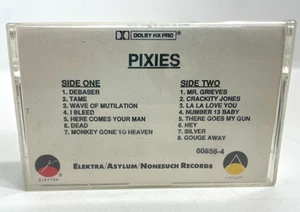 DOLBY HX PRO
PIXIES
SIDE ONE
1. DEBASER
2. TAME
3. WAVE OF MUTILATION
4. I BLEED
5. HERE COMES YOUR MAN
6. DEAD
7. MONKEY GONE TO HEAVEN
SIDE TWO
1. MR. GRIEVES
2. CRACKITY JONES
3. LA LA LOVE YOU
4. NUMBER 13 BABY
5. THERE GOES MY GUN
6. HEY
7. SILVER
8. GOUGE AWAY
60856-4
ELEKTRA
ELEKTRA/ASYLUM/NONESUCH RECORDS
ASYLUM